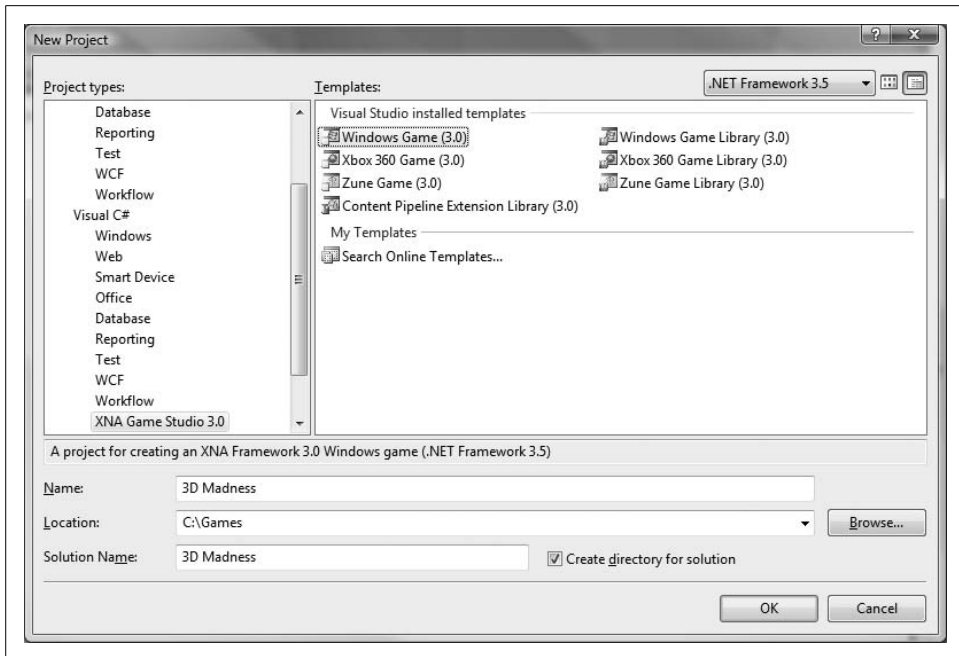 New Project
Project types:
Templates:
.NET Framework 3.5
Database
Reporting
Test
WCF
Workflow
Visual C#
Windows
Web
Smart Device
Office
Database
Reporting
Test
WCF
Workflow
XNA Game Studio 3.0
Visual Studio installed templates
Windows Game (3.0)
Windows Game Library (3.0)
Xbox 360 Game (3.0)
Xbox 360 Game Library (3.0)
Zune Game (3.0)
Zune Game Library (3.0)
Content Pipeline Extension Library (3.0)
My Templates
Search Online Templates...
A project for creating an XNA Framework 3.0 Windows game (.NET Framework 3.5)
Name:
3D Madness
Location:
C:\Games
Browse...
Solution Name:
3D Madness
Create directory for solution
OK
Cancel